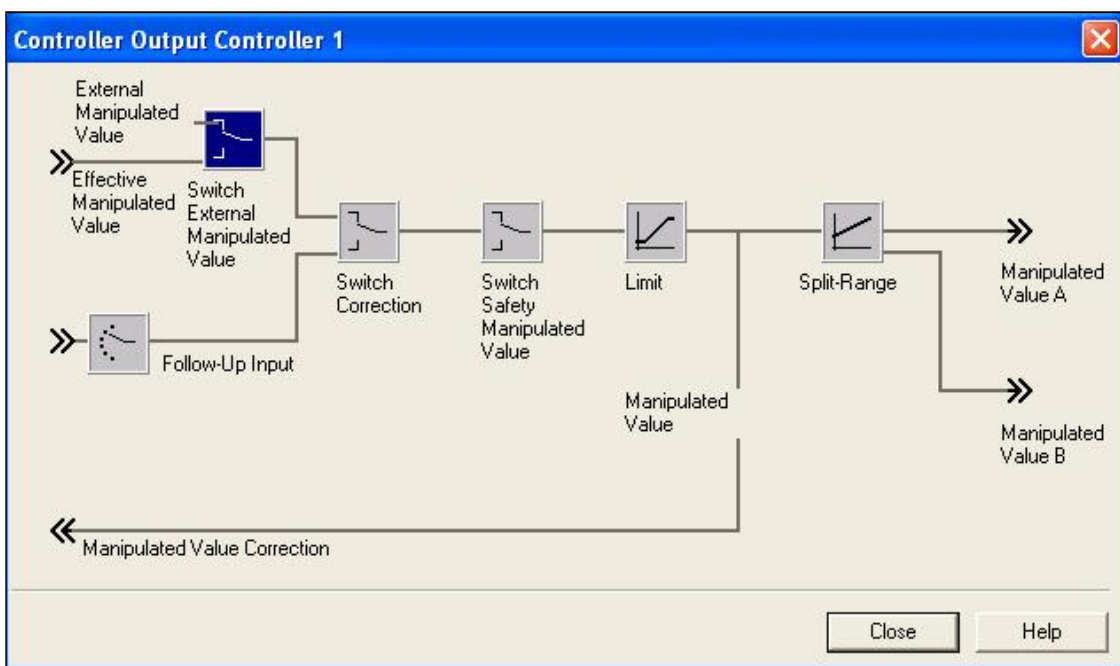 Controller Output Controller 1
External
Manipulated
Value
Effective
Manipulated
Value
Switch
External
Manipulated
Value
Switch
Correction
Switch
Safety
Manipulated
Value
Limit
Split-Range
Manipulated
Value A
Follow-Up Input
Manipulated
Value
Manipulated
Value B
Manipulated Value Correction
Close
Help